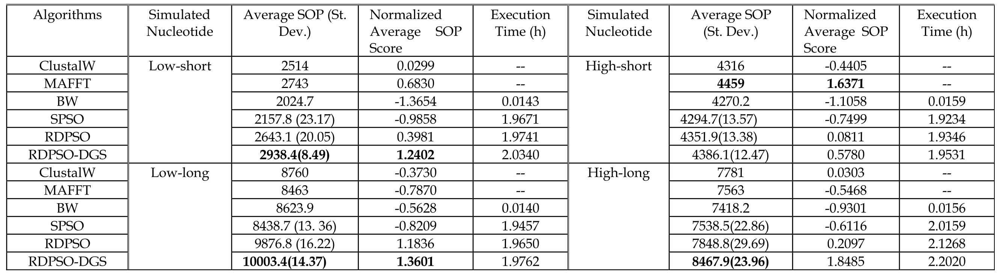 Algorithms Simulated Nucleotide Average SOP (St. Dev.) Normalized Average SOP Score Execution Time (h) Simulated Nucleotide Average SOP (St. Dev.) Normalized Average SOP Score Execution Time (h)
ClustalW Low-short 2514 0.0299 -- High-short 4316 -0.4405 --
MAFFT 2743 0.6830 -- 4459 1.6371 --
BW 2024.7 -1.3654 0.0143 4270.2 -1.1058 0.0159
SPSO 2157.8 (23.17) -0.9858 1.9671 4294.7(13.57) -0.7499 1.9234
RDPSO 2643.1 (20.05) 0.3981 1.9741 4351.9(13.38) 0.0811 1.9346
RDPSO-DGS 2938.4(8.49) 1.2402 2.0340 4386.1(12.47) 0.5780 1.9531
ClustalW Low-long 8760 -0.3730 -- High-long 7781 0.0303 --
MAFFT 8463 -0.7870 -- 7563 -0.5468 --
BW 8623.9 -0.5628 0.0140 7418.2 -0.9301 0.0156
SPSO 8438.7 (13. 36) -0.8209 1.9457 7538.5(22.86) -0.6116 2.0159
RDPSO 9876.8 (16.22) 1.1836 1.9650 7848.8(29.69) 0.2097 2.1268
RDPSO-DGS 10003.4(14.37) 1.3601 1.9762 8467.9(23.96) 1.8485 2.2020